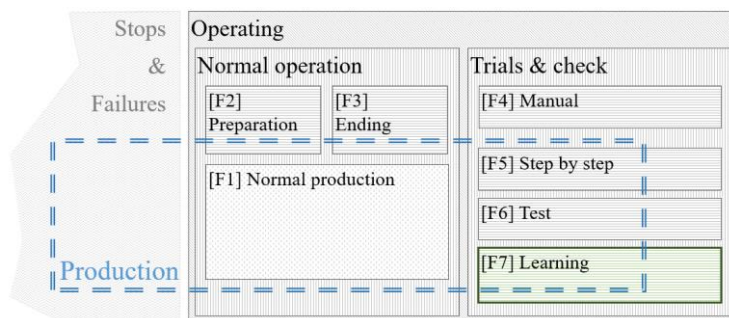 Stops
&
Failures
Operating
Normal operation
[F2]
Preparation
[F3]
Ending
[F1] Normal production
Trials & check
[F4] Manual
[F5] Step by step
[F6] Test
[F7] Learning
Production